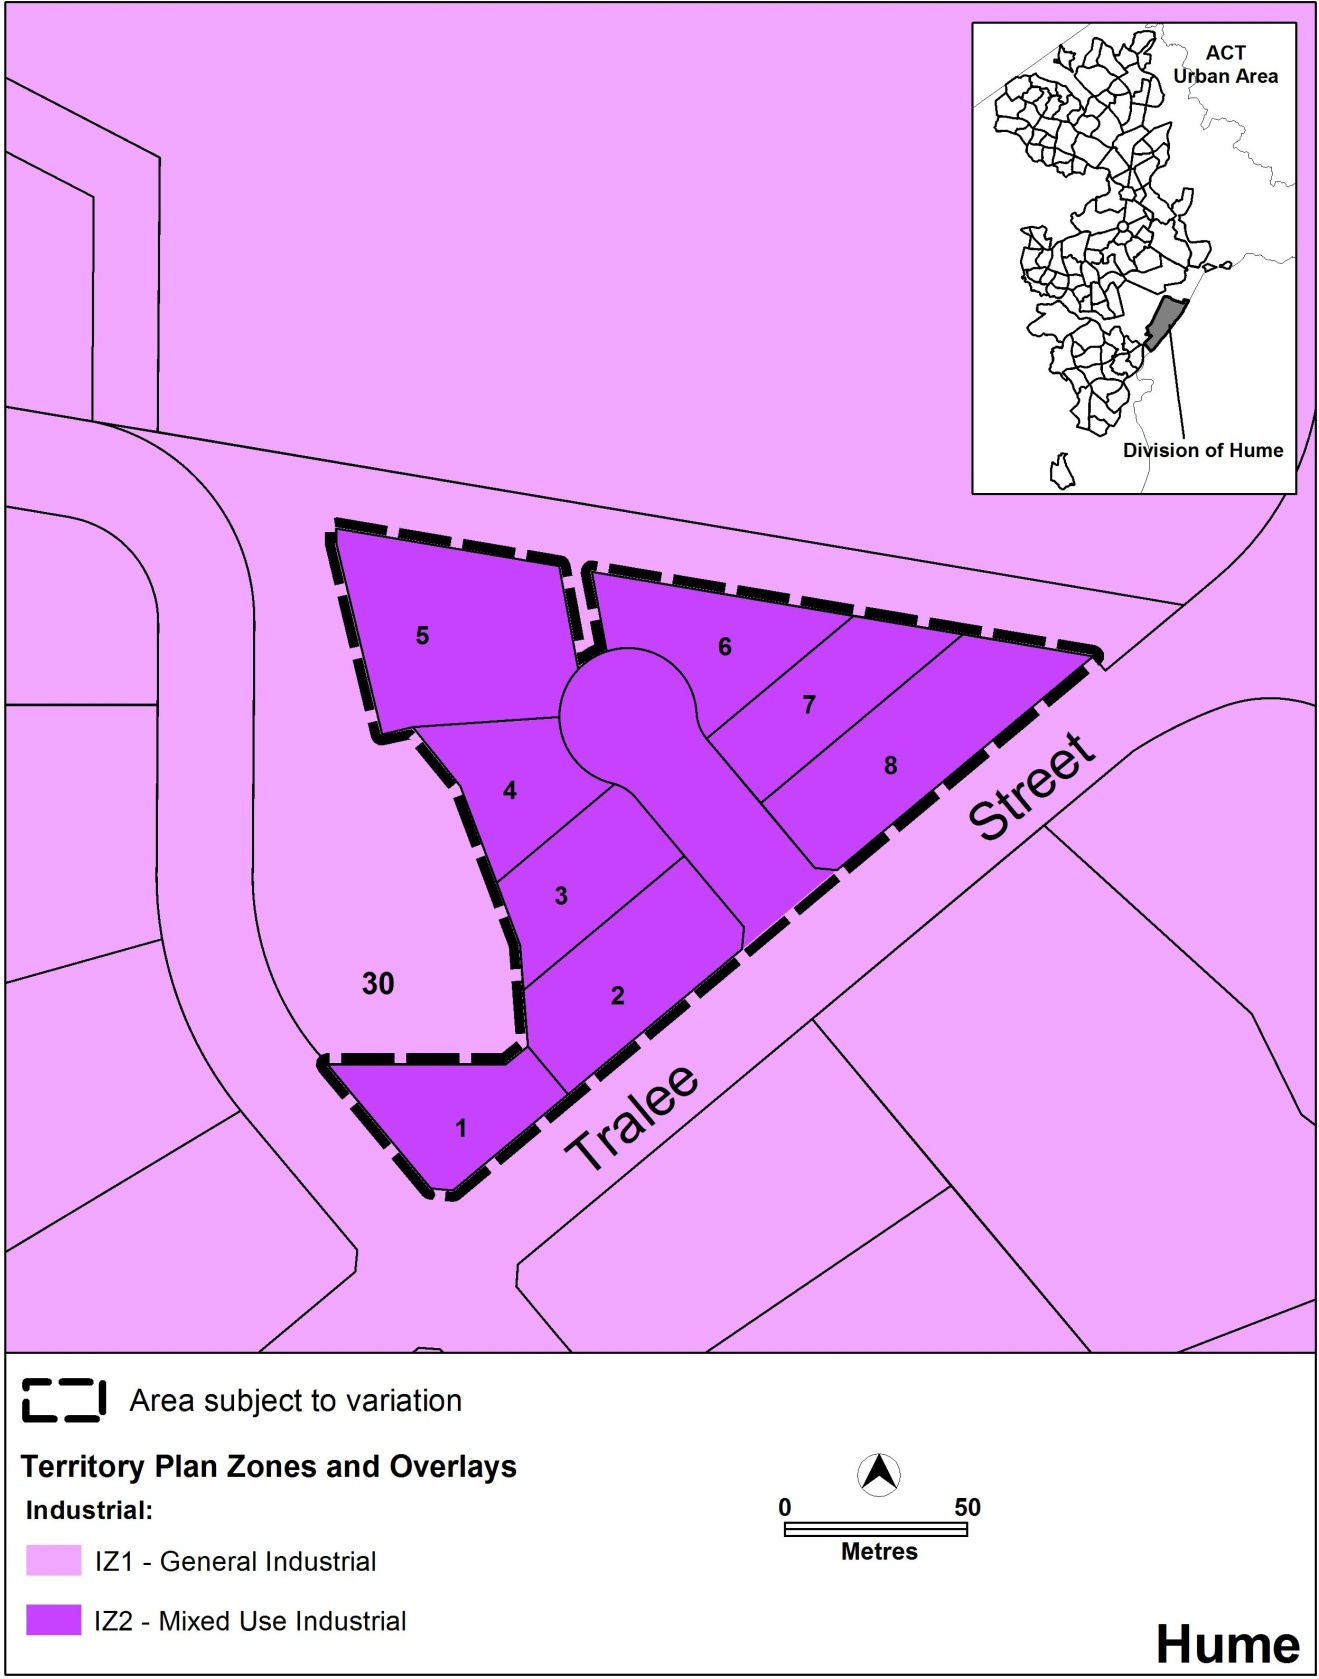 ACT
Urban Area
Division of Hume
5
6
7
8
4
3
2
30
1
Tralee Street
Area subject to variation
Territory Plan Zones and Overlays
Industrial:
IZ1 - General Industrial
IZ2 - Mixed Use Industrial
0 50
Metres
Hume